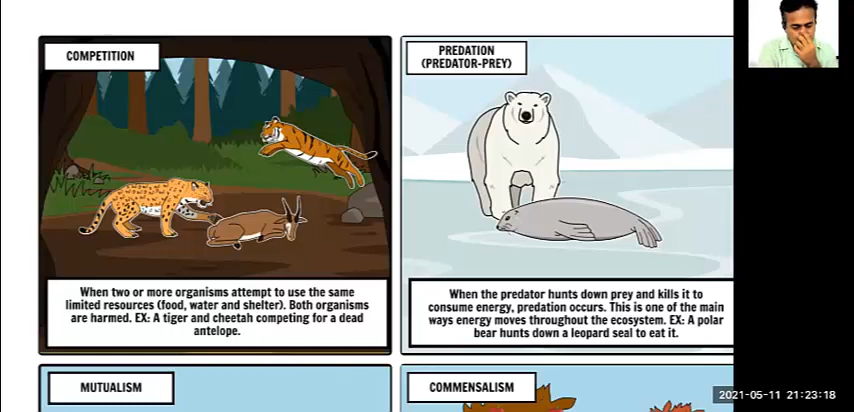 COMPETITION
When two or more organisms attempt to use the same
limited resources (food, water and shelter). Both organisms
are harmed. EX: A tiger and cheetah competing for a dead
antelope.
PREDATION
(PREDATOR-PREY)
When the predator hunts down prey and kills it to
consume energy, predation occurs. This is one of the main
ways energy moves throughout the ecosystem. EX: A polar
bear hunts down a leopard seal to eat it.
MUTUALISM
COMMENSALISM
2021-05-11 21:23:18